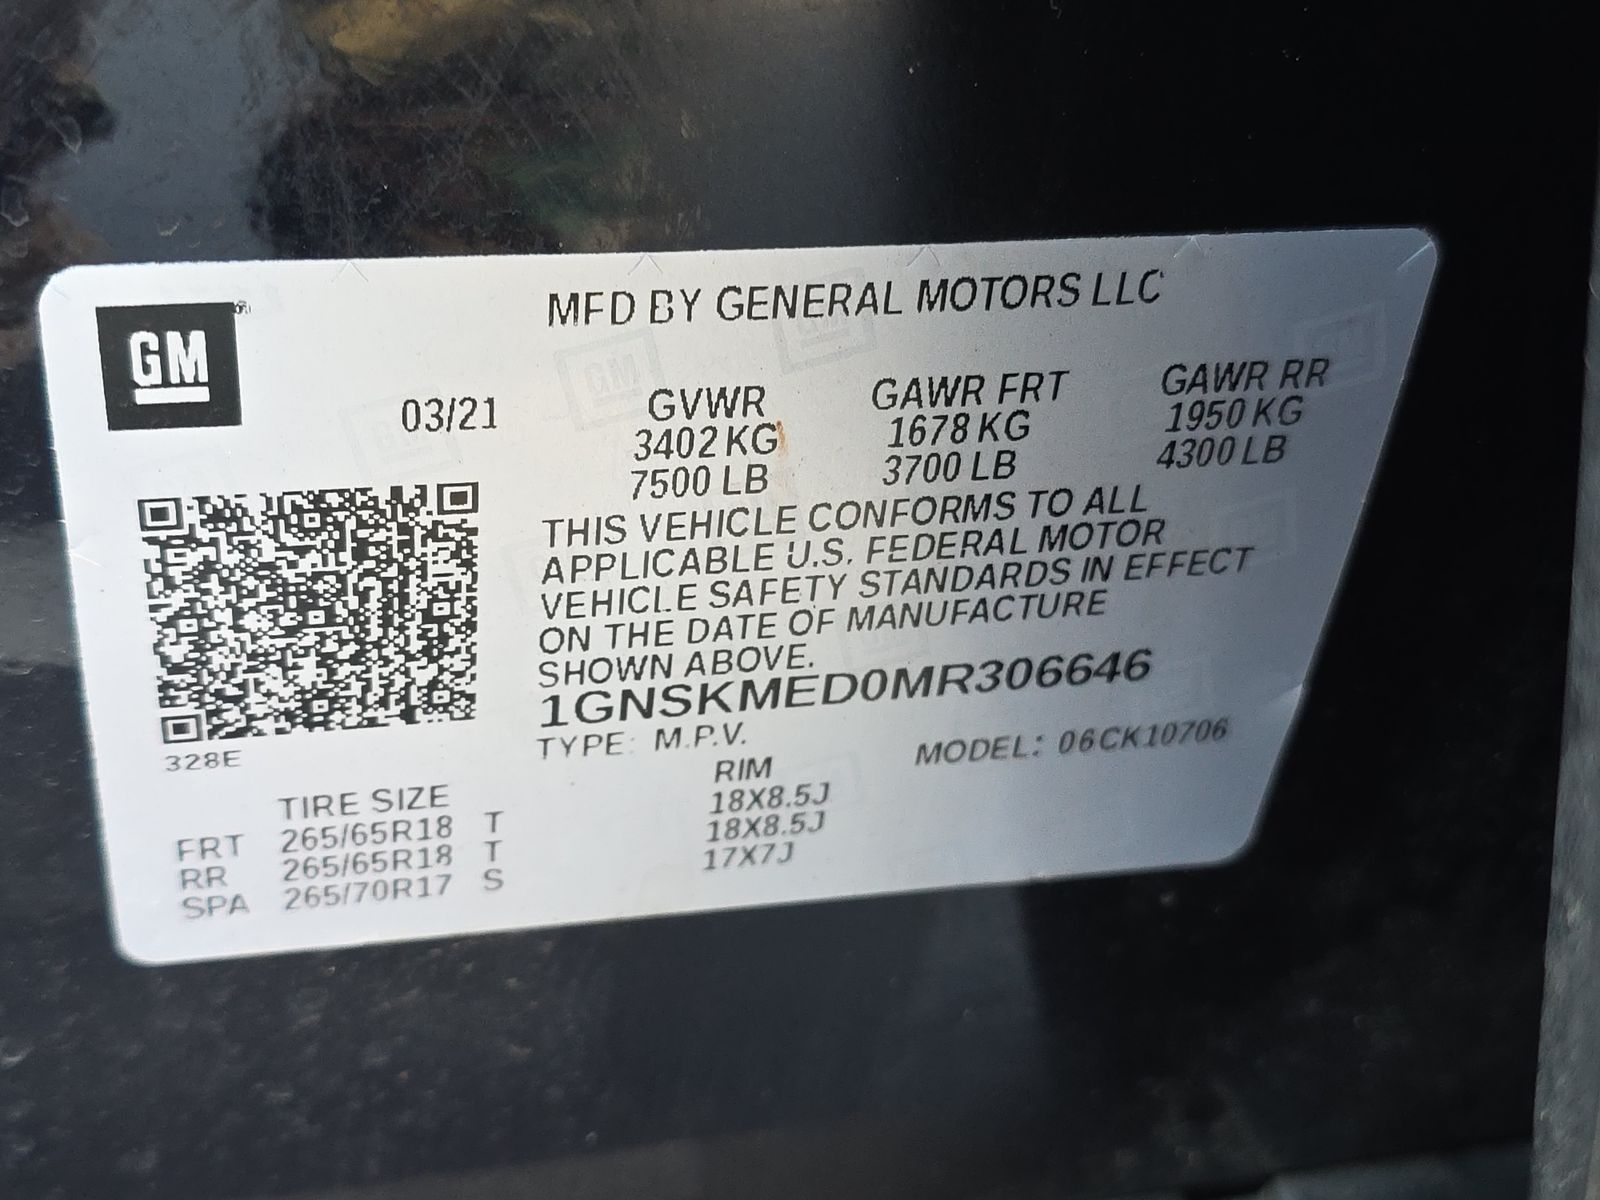 GM
MFD BY GENERAL MOTORS LLC
03/21
GVWR GAWR FRT GAWR RR
3402 KG 1678 KG 1950 KG
7500 LB 3700 LB 4300 LB
THIS VEHICLE CONFORMS TO ALL
APPLICABLE U.S. FEDERAL MOTOR
VEHICLE SAFETY STANDARDS IN EFFECT
ON THE DATE OF MANUFACTURE
SHOWN ABOVE.
1GNSKMED0MR306646
TYPE: M.P.V. MODEL: 06CK10706
328E
TIRE SIZE RIM
FRT 265/65R18 T 18X8.5J
RR 265/65R18 T 18X8.5J
SPA 265/70R17 S 17X7J